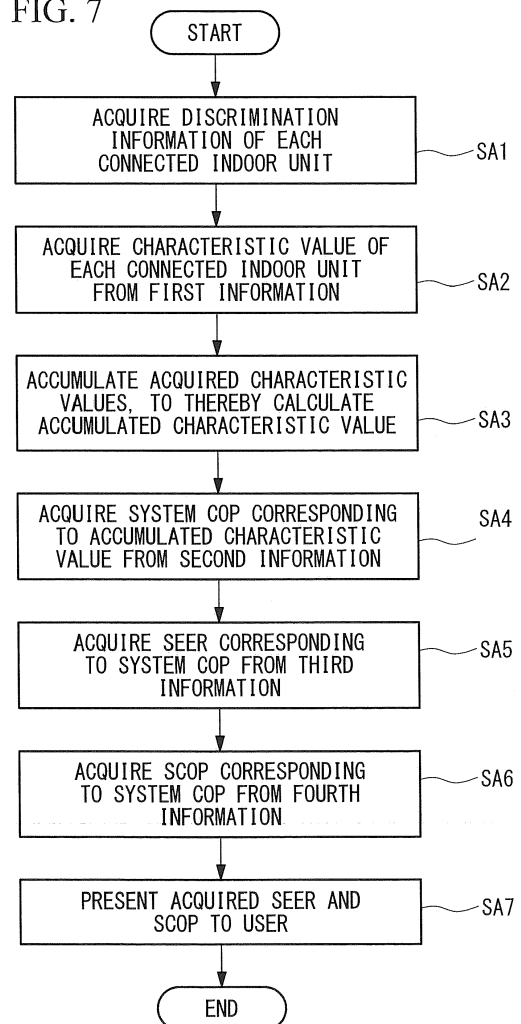 FIG. 7
START
ACQUIRE DISCRIMINATION
INFORMATION OF EACH
CONNECTED INDOOR UNIT
SA1
ACQUIRE CHARACTERISTIC VALUE OF
EACH CONNECTED INDOOR UNIT
FROM FIRST INFORMATION
SA2
ACCUMULATE ACQUIRED CHARACTERISTIC
VALUES, TO THEREBY CALCULATE
ACCUMULATED CHARACTERISTIC VALUE
SA3
ACQUIRE SYSTEM COP CORRESPONDING
TO ACCUMULATED CHARACTERISTIC
VALUE FROM SECOND INFORMATION
SA4
ACQUIRE SEER CORRESPONDING
TO SYSTEM COP FROM THIRD
INFORMATION
SA5
ACQUIRE SCOP CORRESPONDING
TO SYSTEM COP FROM FOURTH
INFORMATION
SA6
PRESENT ACQUIRED SEER AND
SCOP TO USER
SA7
END